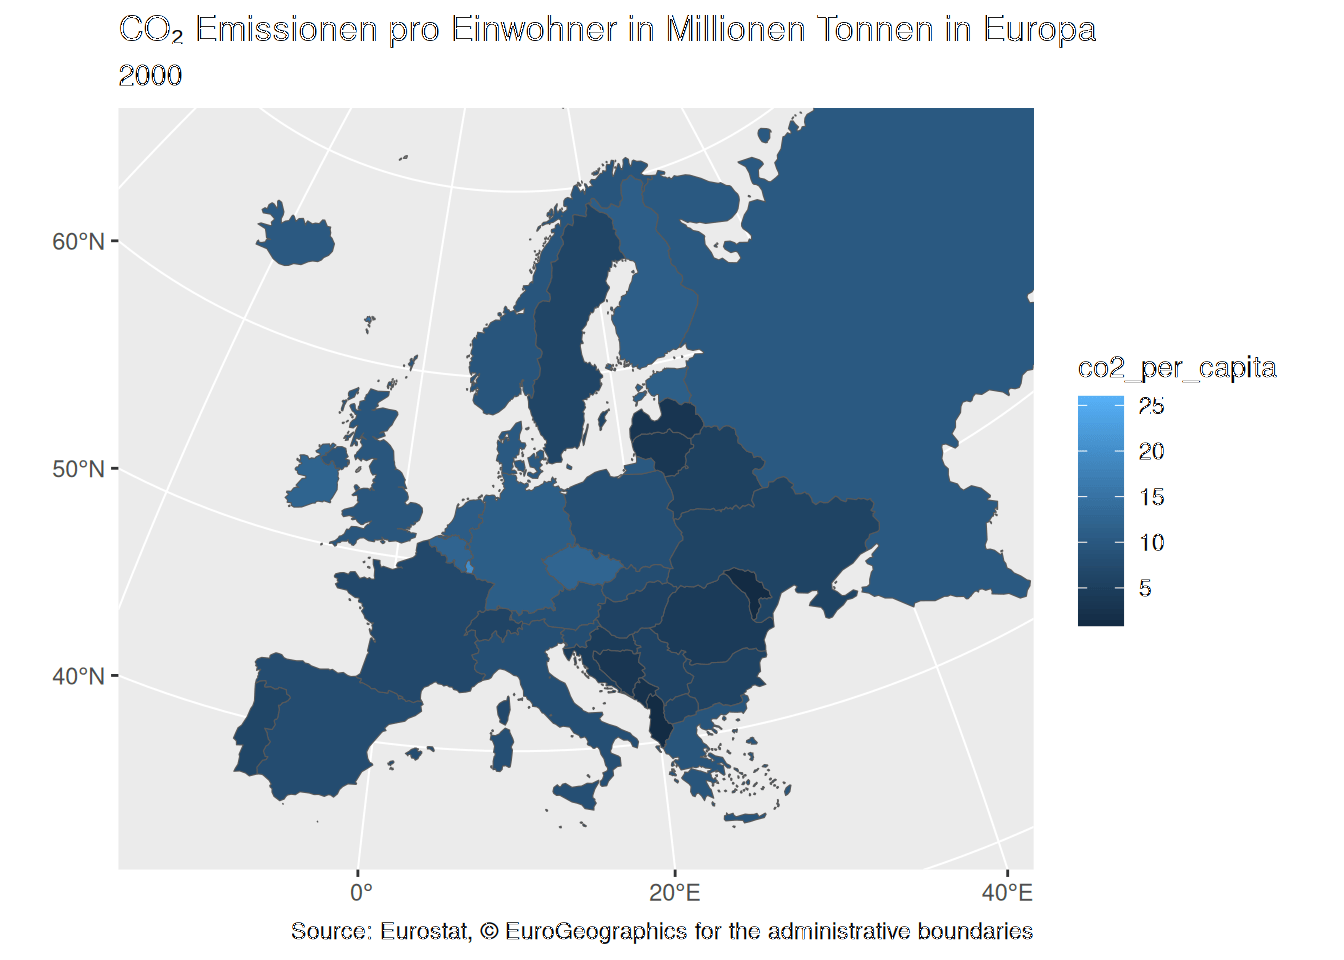 CO₂ Emissionen pro Einwohner in Millionen Tonnen in Europa
2000
60°N
50°N
40°N
0°
20°E
40°E
co2_per_capita
25
20
15
10
5
Source: Eurostat, © EuroGeographics for the administrative boundaries